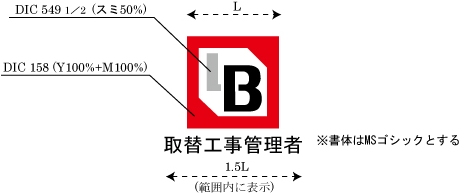 DIC 549 1／2 (スミ50%)
L
DIC 158 (Y100%+M100%)
B
取替工事管理者
※書体はMSゴシックとする
1.5L
(範囲内に表示)